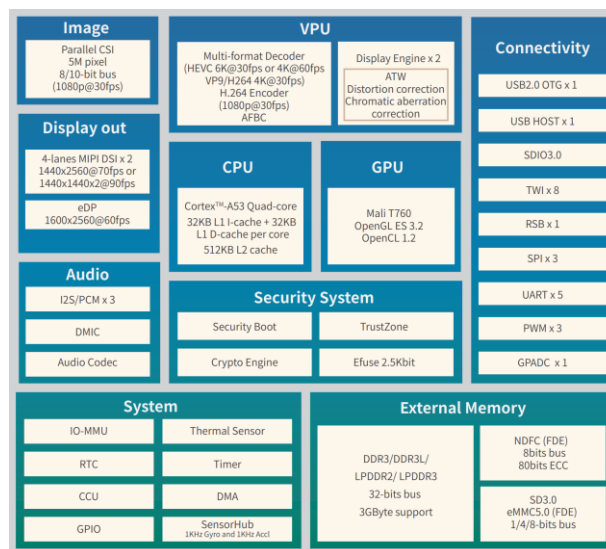 Image
Parallel CSI
5M pixel
8/10-bit bus
(1080p@30fps)
Display out
4-lanes MIPI DSI x 2
1440x2560@70fps or
1440x1440x2@90fps
eDP
1600x2560@60fps
Audio
I2S/PCM x 3
DMIC
Audio Codec
VPU
Multi-format Decoder
(HEVC 6K@30fps or 4K@60fps
VP9/H264 4K@30fps)
H.264 Encoder
(1080p@30fps)
AFBC
Display Engine x 2
ATW
Distortion correction
Chromatic aberration
correction
CPU
Cortex™-A53 Quad-core
32KB L1 I-cache + 32KB
L1 D-cache per core
512KB L2 cache
GPU
Mali T760
OpenGL ES 3.2
OpenCL 1.2
Security System
Security Boot
TrustZone
Crypto Engine
Efuse 2.5Kbit
Connectivity
USB2.0 OTG x 1
USB HOST x 1
SDIO3.0
TWI x 8
RSB x 1
SPI x 3
UART x 5
PWM x 3
GPADC x 1
System
IO-MMU
Thermal Sensor
RTC
Timer
CCU
DMA
GPIO
SensorHub
1KHz Gyro and 1KHz Accl
External Memory
DDR3/DDR3L/
LPDDR2/ LPDDR3
32-bits bus
3GByte support
NDFC (FDE)
8bits bus
80bits ECC
SD3.0
eMMC5.0 (FDE)
1/4/8-bits bus